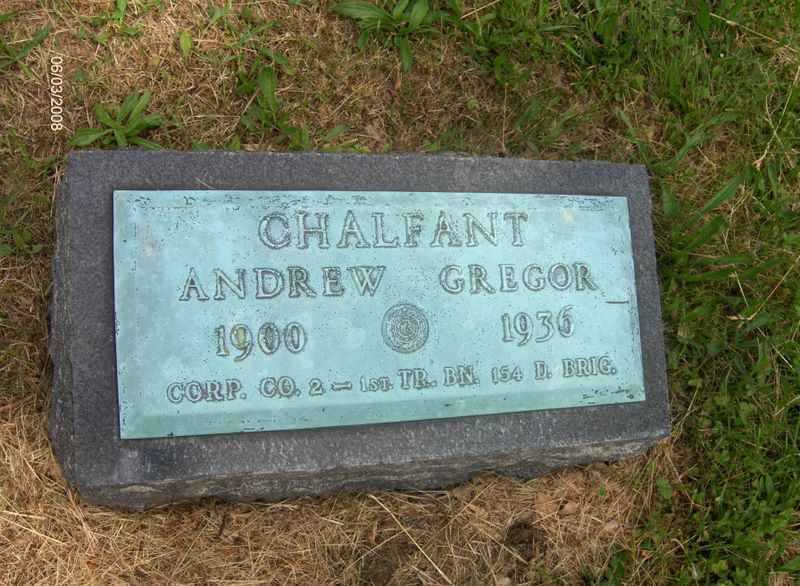 06/03/2008
CHALFANT
ANDREW GREGOR
1900 1936
CORP. CO. 2 — 1ST. TR. BN. 154 D. BRIG.